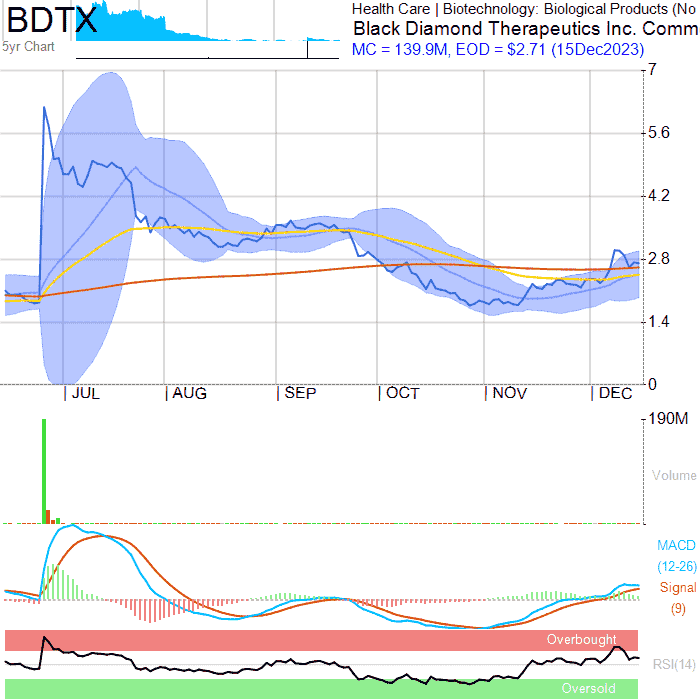 BDTX
5yr Chart
Health Care | Biotechnology: Biological Products (No
Black Diamond Therapeutics Inc. Comm
MC = 139.9M, EOD = $2.71 (15Dec2023)
7
5.6
4.2
2.8
1.4
0
JUL AUG SEP OCT NOV DEC
190M
Volume
MACD
(12-26)
Signal
(9)
Overbought
RSI(14)
Oversold